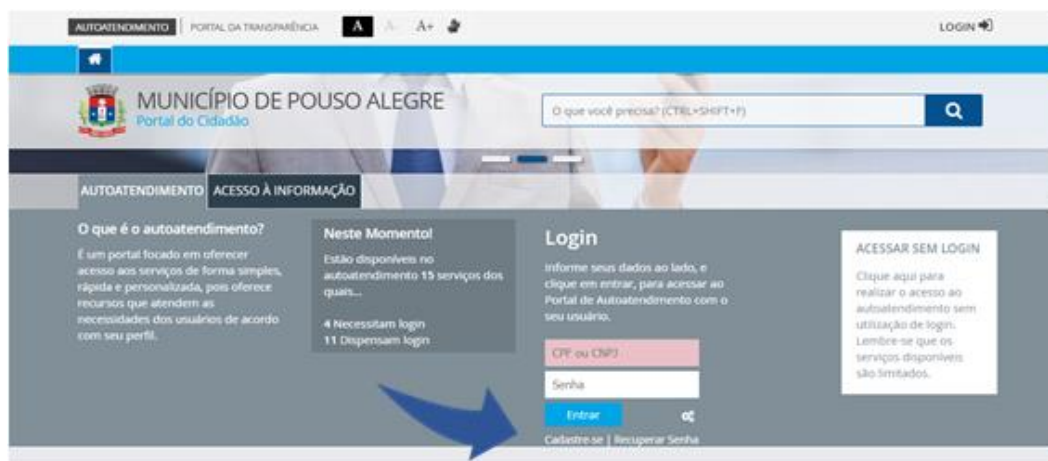 AUTOATENDIMENTO
PORTAL DA TRANSPARÊNCIA
A A- A+
LOGIN
MUNICÍPIO DE POUSO ALEGRE
Portal do Cidadão
O que você precisa? (CTRL+SHIFT+F)
AUTOATENDIMENTO
ACESSO À INFORMAÇÃO
O que é o autoatendimento?
É um portal focado em oferecer
acesso aos serviços de forma simples,
rápida e personalizada, pois oferece
recursos que atendem as
necessidades dos usuários de acordo
com seu perfil.
Neste Momento!
Estão disponíveis no
autoatendimento 15 serviços dos
quais...
4 Necessitam login
11 Dispensam login
Login
Informe seus dados ao lado, e
clique em entrar, para acessar ao
Portal de Autoatendimento com o
seu usuário.
CPF ou CNPJ
Senha
Entrar
Cadastre-se | Recuperar Senha
ACESSAR SEM LOGIN
Clique aqui para
realizar o acesso ao
autoatendimento sem
utilização de login.
Lembre-se que os
serviços disponíveis
são limitados.